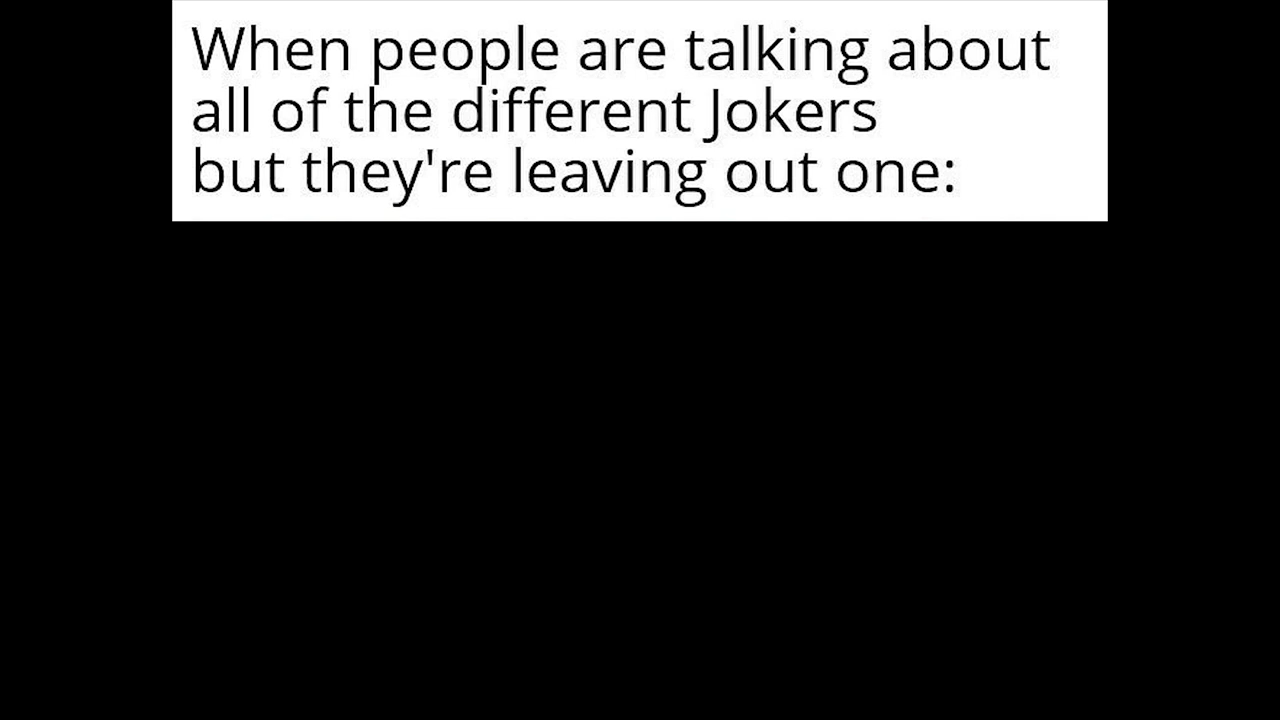 When people are talking about
all of the different Jokers
but they're leaving out one: